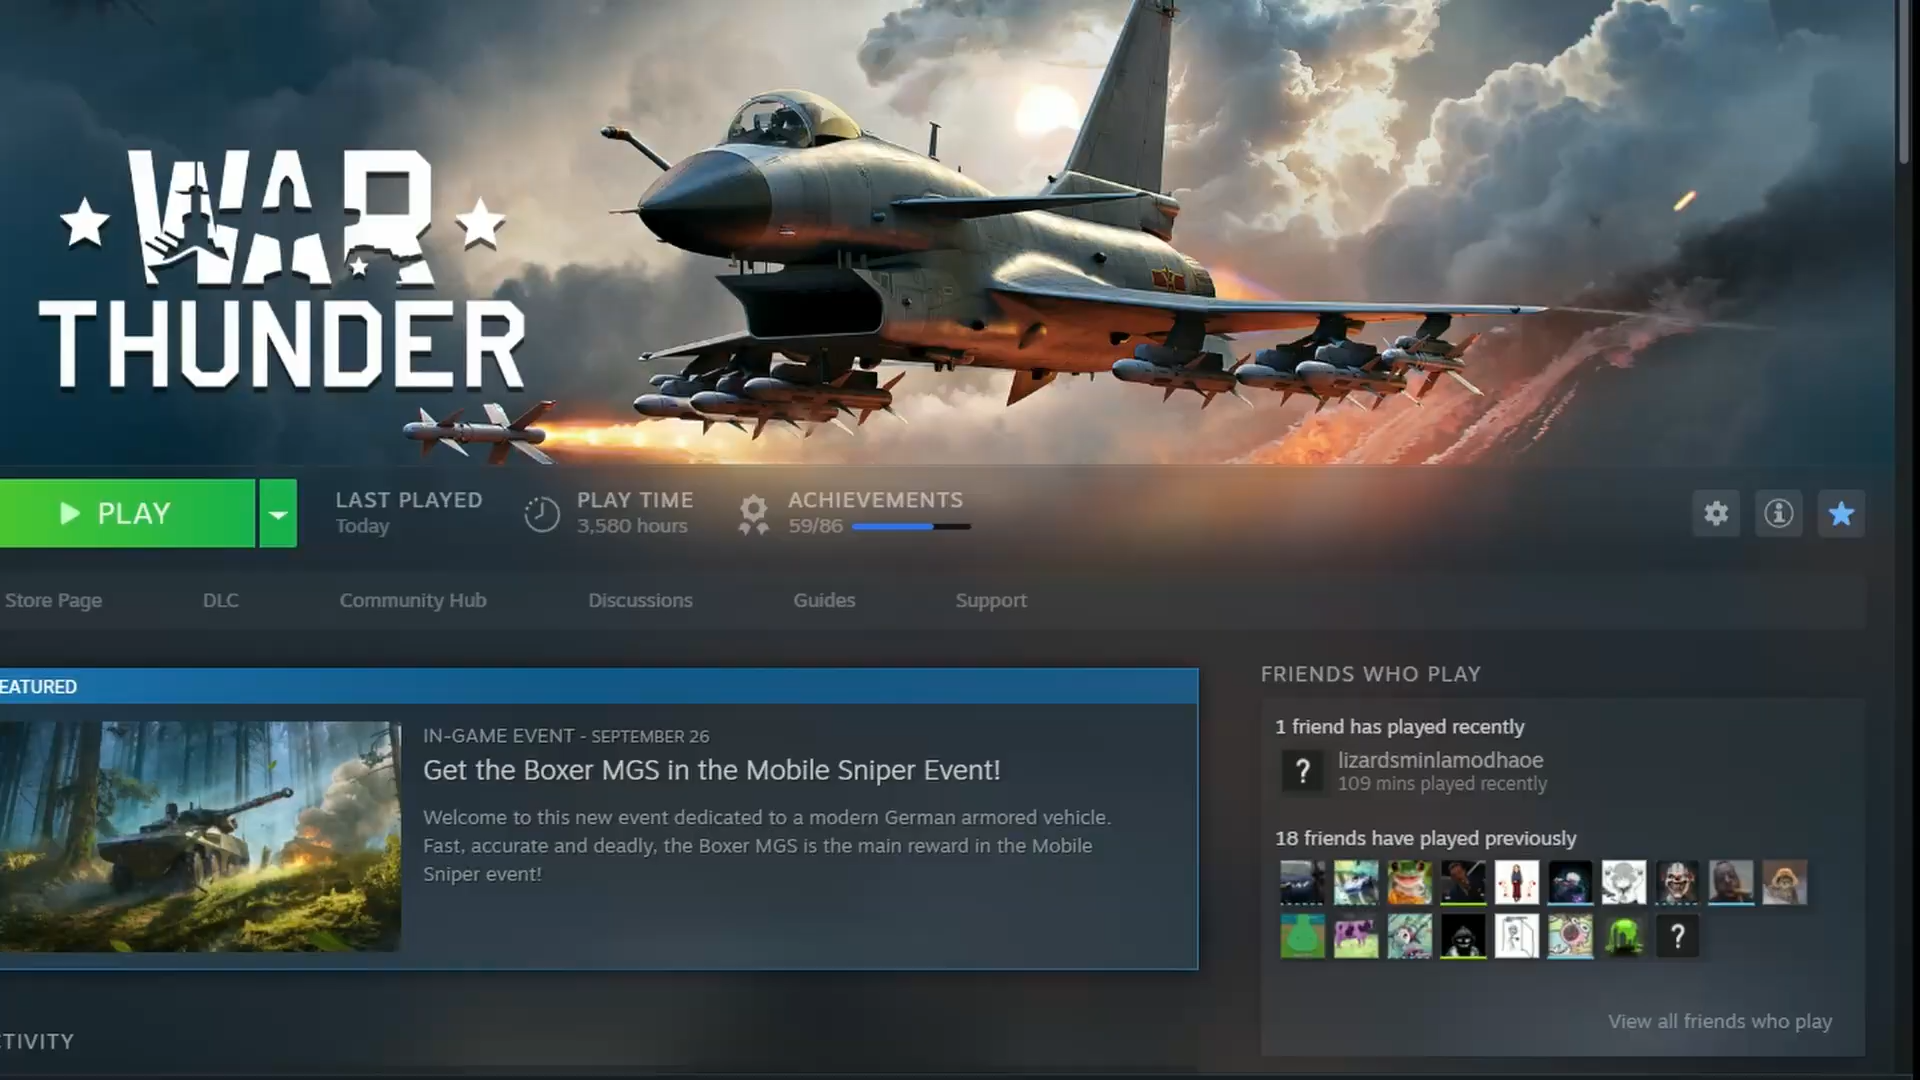 WAR
THUNDER
PLAY
LAST PLAYED
Today
PLAY TIME
3,580 hours
ACHIEVEMENTS
59/86
Store Page
DLC
Community Hub
Discussions
Guides
Support
EATURED
IN-GAME EVENT - SEPTEMBER 26
Get the Boxer MGS in the Mobile Sniper Event!
Welcome to this new event dedicated to a modern German armored vehicle.
Fast, accurate and deadly, the Boxer MGS is the main reward in the Mobile
Sniper event!
FRIENDS WHO PLAY
1 friend has played recently
?
lizardsminlamodhaoe
109 mins played recently
18 friends have played previously
?
View all friends who play
CTIVITY